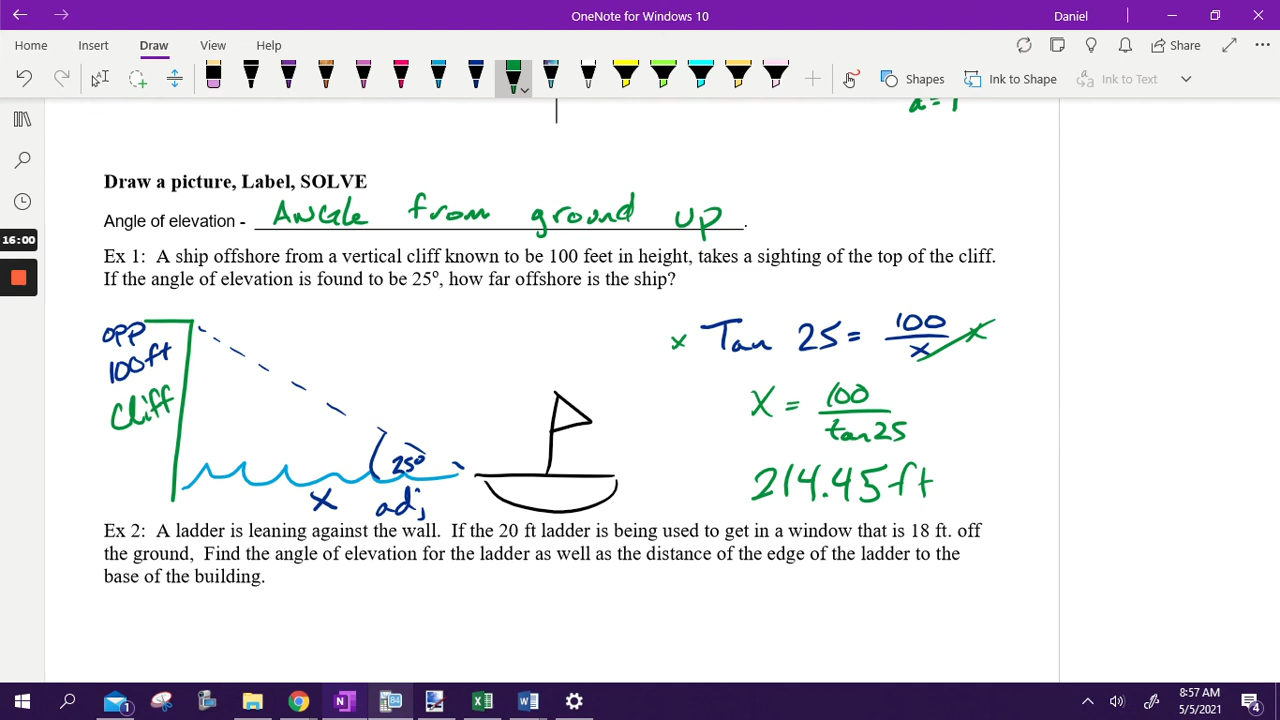 OneNote for Windows 10
Daniel
Home Insert Draw View Help
Share
Shapes Ink to Shape Ink to Text
a = 1
Draw a picture, Label, SOLVE
Angle of elevation - Angle from ground up.
16:00
Ex 1: A ship offshore from a vertical cliff known to be 100 feet in height, takes a sighting of the top of the cliff.
If the angle of elevation is found to be 25°, how far offshore is the ship?
opp
100ft
Cliff
25°
x adj
x Tan 25 = 100/x x
X = 100/tan25
214.45ft
Ex 2: A ladder is leaning against the wall. If the 20 ft ladder is being used to get in a window that is 18 ft. off
the ground, Find the angle of elevation for the ladder as well as the distance of the edge of the ladder to the
base of the building.
1
8:57 AM
5/5/2021
4